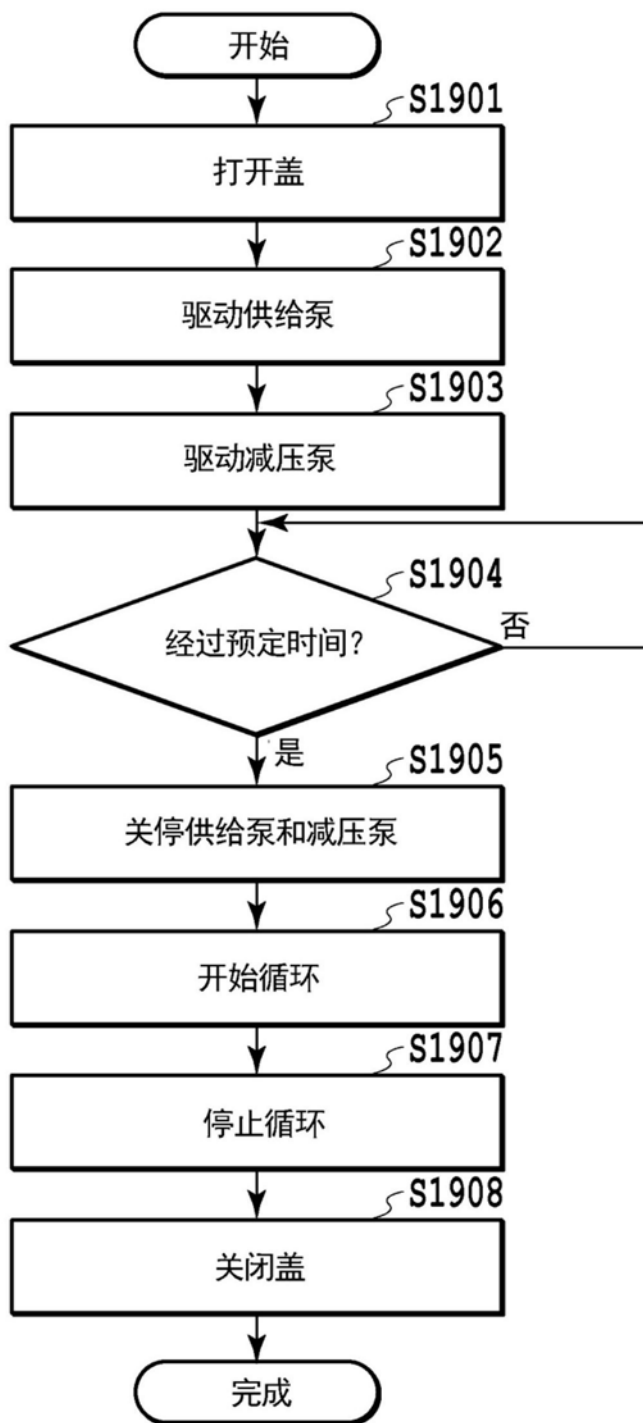 开始
S1901
打开盖
S1902
驱动供给泵
S1903
驱动减压泵
S1904
经过预定时间?
否
是
S1905
关停供给泵和减压泵
S1906
开始循环
S1907
停止循环
S1908
关闭盖
完成